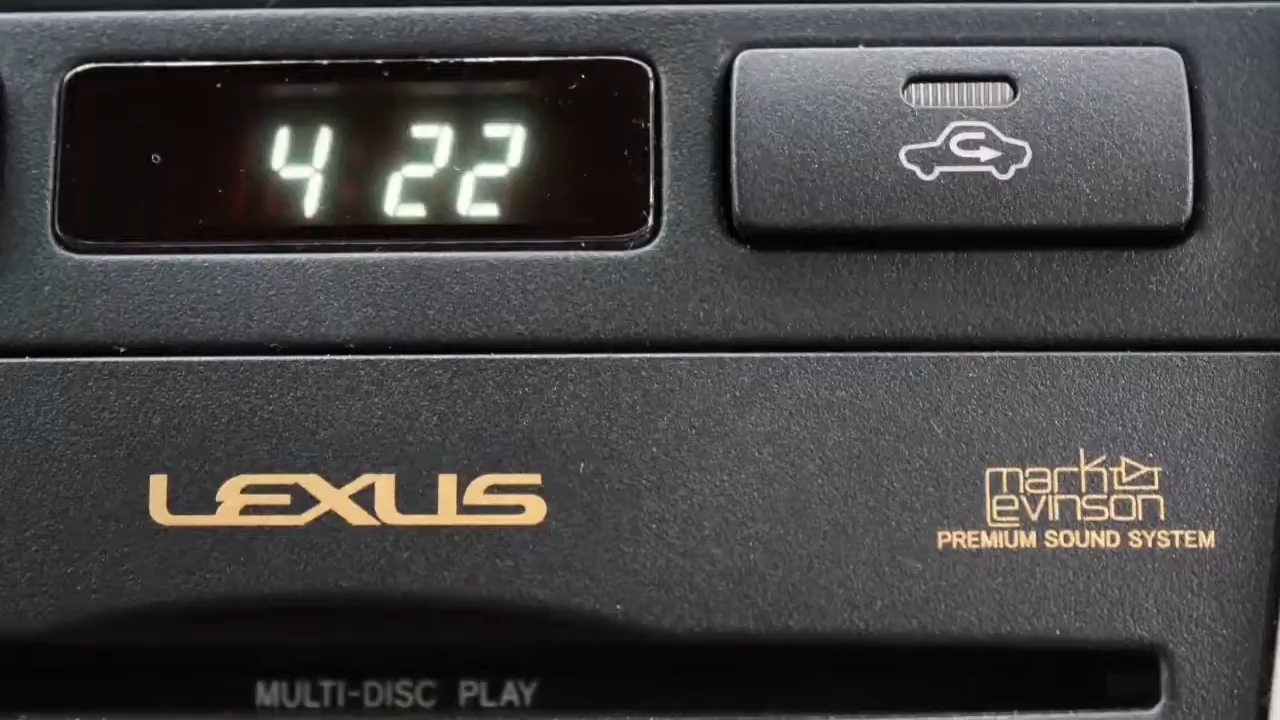 4 22
LEXUS
mark
levinson
PREMIUM SOUND SYSTEM
MULTI-DISC PLAY